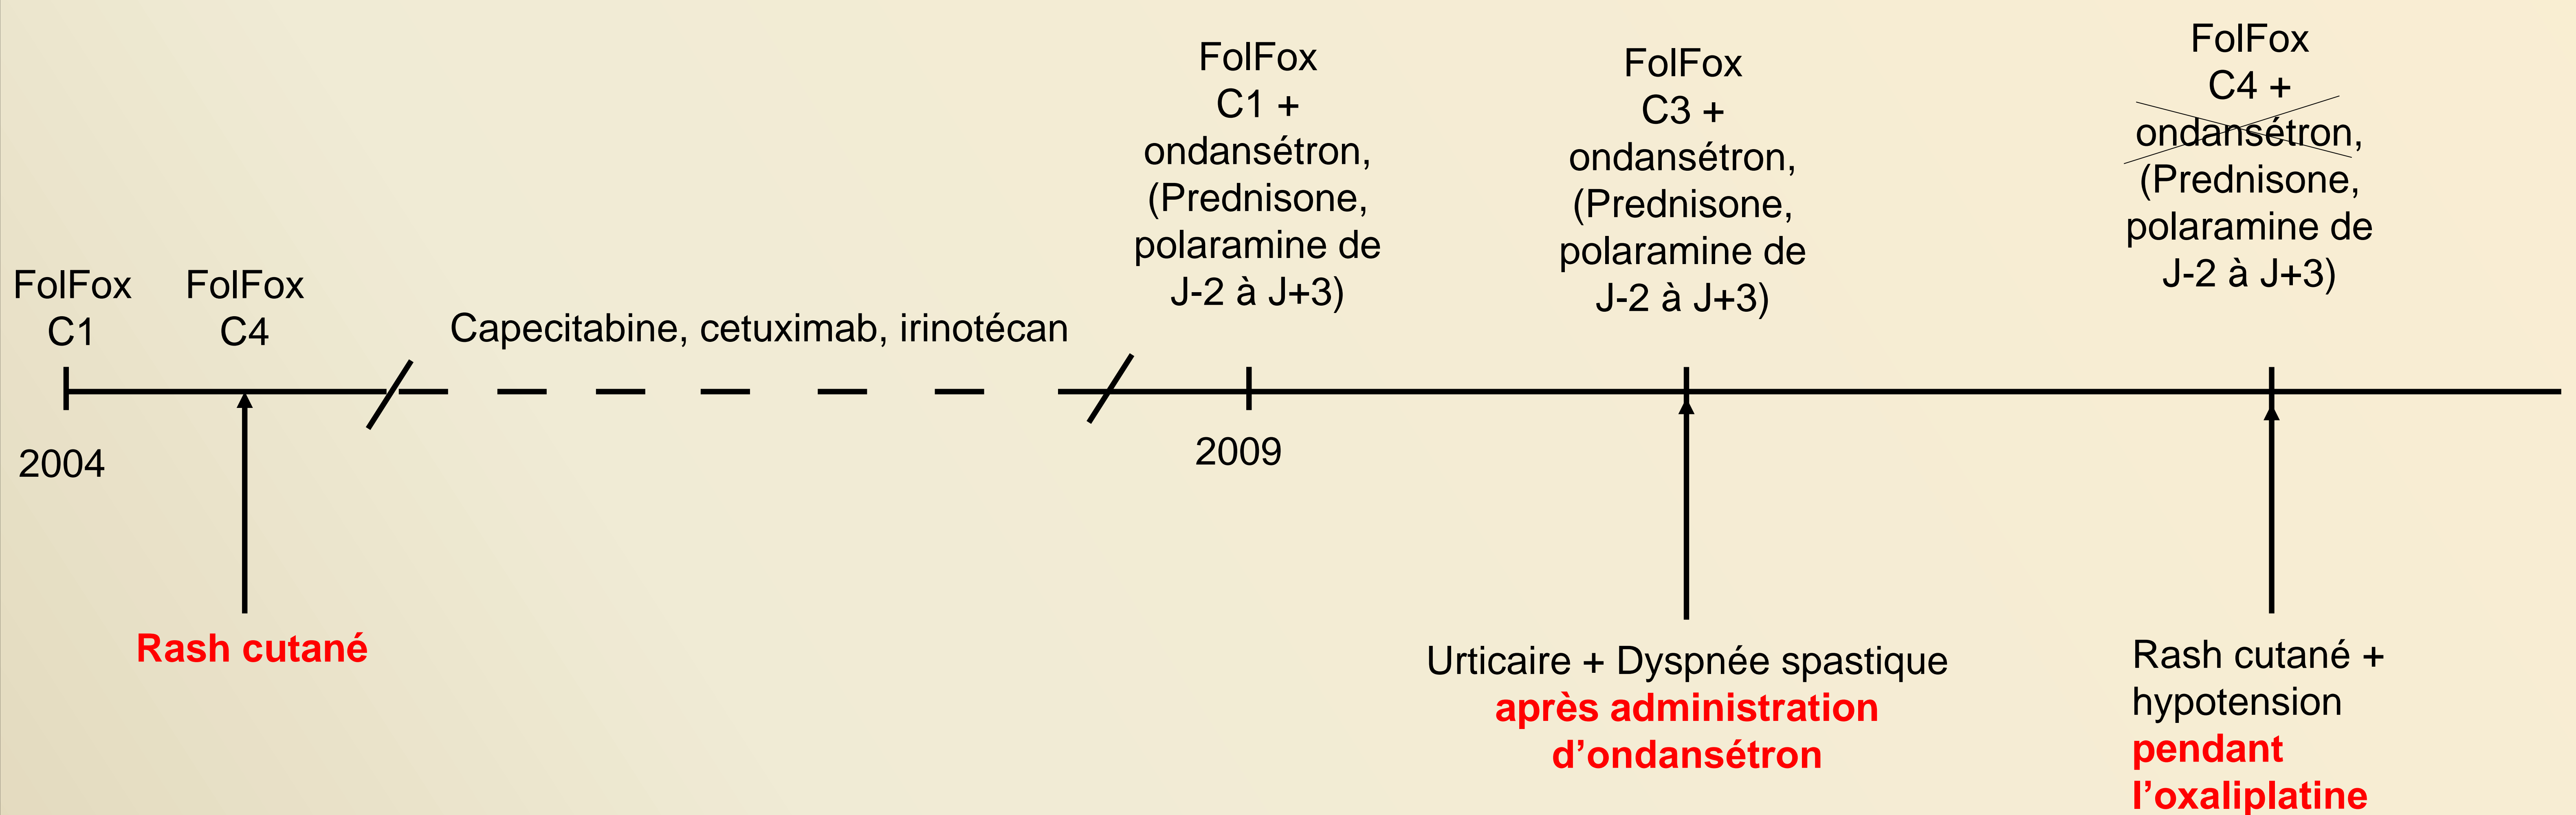 FolFox
C1
2004
FolFox
C4
Rash cutané
Capecitabine, cetuximab, irinotécan
FolFox
C1 +
ondansétron,
(Prednisone,
polaramine de
J-2 à J+3)
2009
FolFox
C3 +
ondansétron,
(Prednisone,
polaramine de
J-2 à J+3)
Urticaire + Dyspnée spastique
après administration
d’ondansétron
FolFox
C4 +
ondansétron,
(Prednisone,
polaramine de
J-2 à J+3)
Rash cutané +
hypotension
pendant
l’oxaliplatine